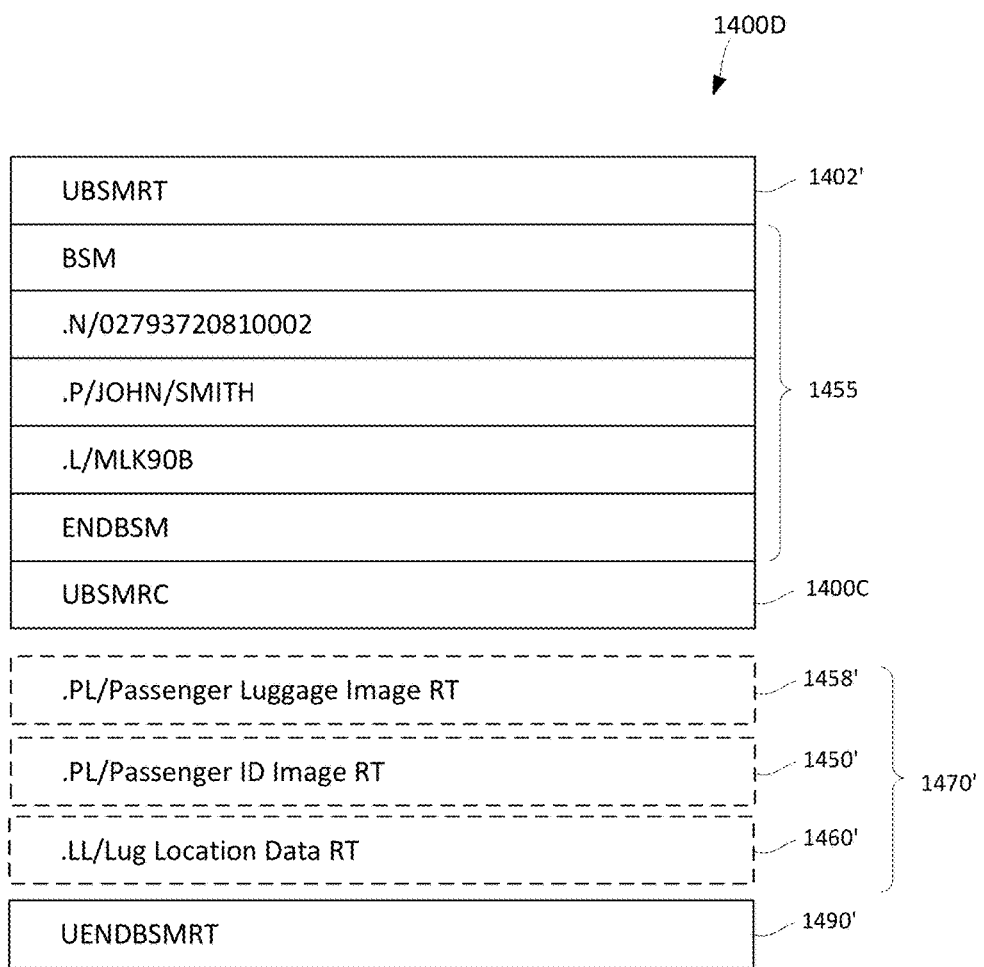 1400D
UBSMRT 1402'
BSM
.N/02793720810002
.P/JOHN/SMITH 1455
.L/MLK90B
ENDBSM
UBSMRC 1400C
.PL/Passenger Luggage Image RT 1458'
.PL/Passenger ID Image RT 1450'
1470'
.LL/Lug Location Data RT 1460'
UENDBSMRT 1490'